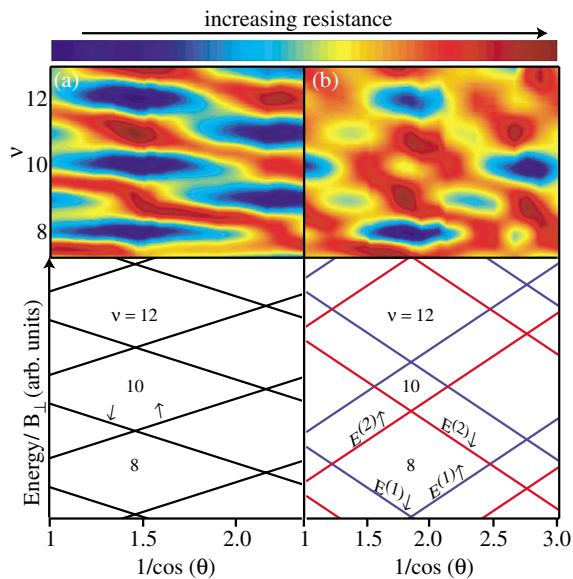 increasing resistance
(a)
(b)
ν
12
10
8
Energy/ B⊥ (arb. units)
ν = 12
10
↓ ↑
8
ν = 12
10
E(2)↑
E(2)↓
8
E(1)↓
E(1)↑
1 1.5 2.0
1 1.5 2.0 2.5 3.0
1/cos (θ)
1/cos (θ)